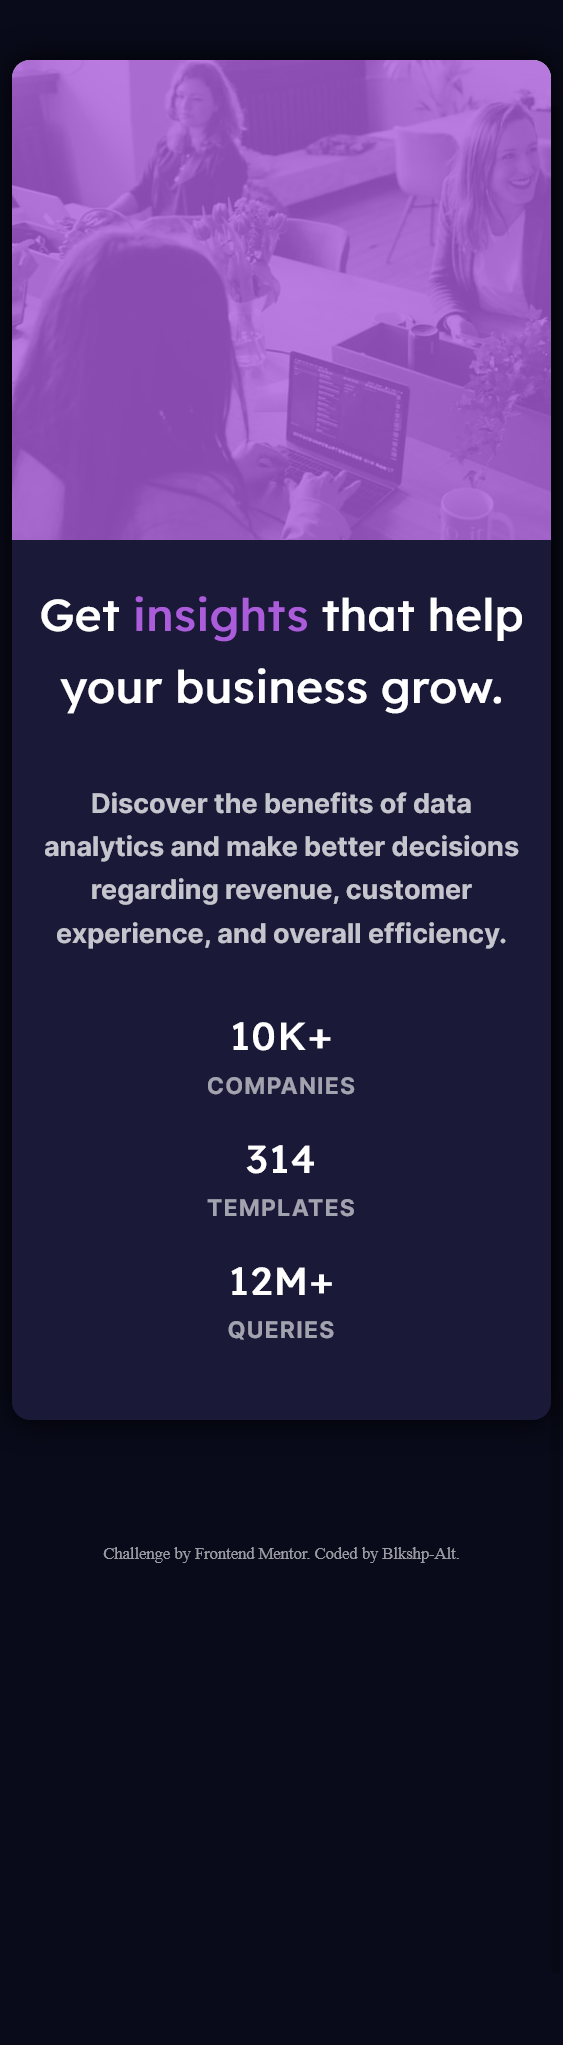 Get insights that help
your business grow.
Discover the benefits of data
analytics and make better decisions
regarding revenue, customer
experience, and overall efficiency.
10K+
COMPANIES
314
TEMPLATES
12M+
QUERIES
Challenge by Frontend Mentor. Coded by Blkshp-Alt.